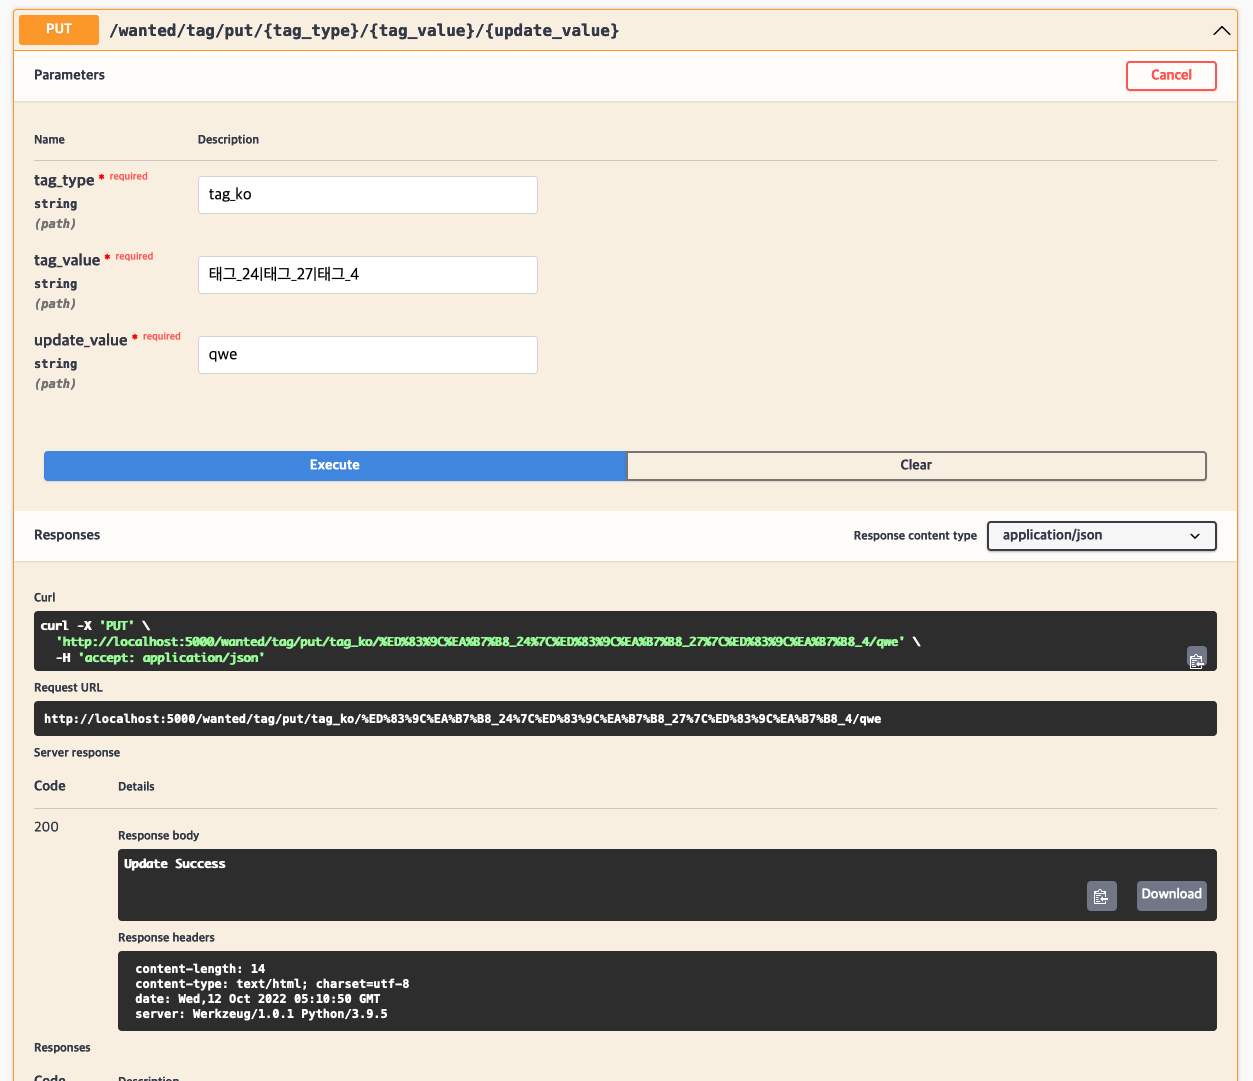 PUT /wanted/tag/put/{tag_type}/{tag_value}/{update_value}
Parameters
Cancel
Name Description
tag_type * required
string
(path)
tag_ko
tag_value * required
string
(path)
태그_24|태그_27|태그_4
update_value * required
string
(path)
qwe
Execute Clear
Responses
Response content type application/json
Curl
curl -X 'PUT' \
'http://localhost:5000/wanted/tag/put/tag_ko/%ED%83%9C%EA%B7%B8_24%7C%ED%83%9C%EA%B7%B8_27%7C%ED%83%9C%EA%B7%B8_4/qwe' \
-H 'accept: application/json'
Request URL
http://localhost:5000/wanted/tag/put/tag_ko/%ED%83%9C%EA%B7%B8_24%7C%ED%83%9C%EA%B7%B8_27%7C%ED%83%9C%EA%B7%B8_4/qwe
Server response
Code Details
200
Response body
Update Success
Download
Response headers
content-length: 14
content-type: text/html; charset=utf-8
date: Wed,12 Oct 2022 05:10:50 GMT
server: Werkzeug/1.0.1 Python/3.9.5
Responses
Code Description